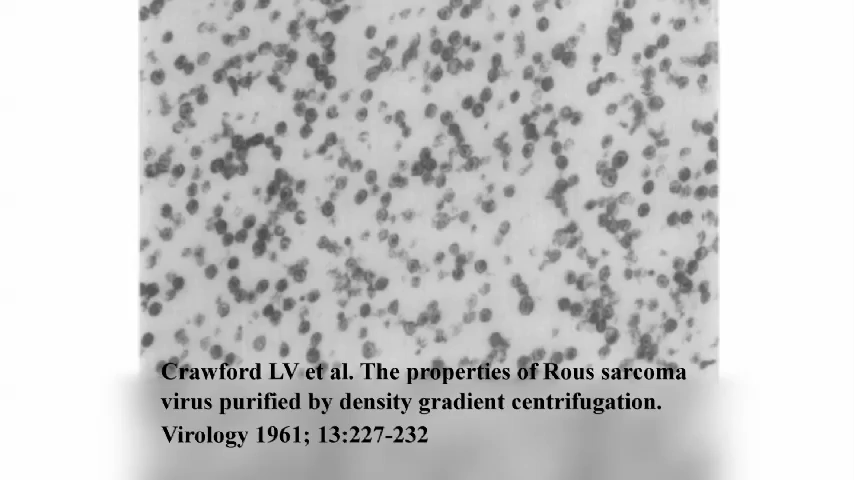 Crawford LV et al. The properties of Rous sarcoma
virus purified by density gradient centrifugation.
Virology 1961; 13:227-232